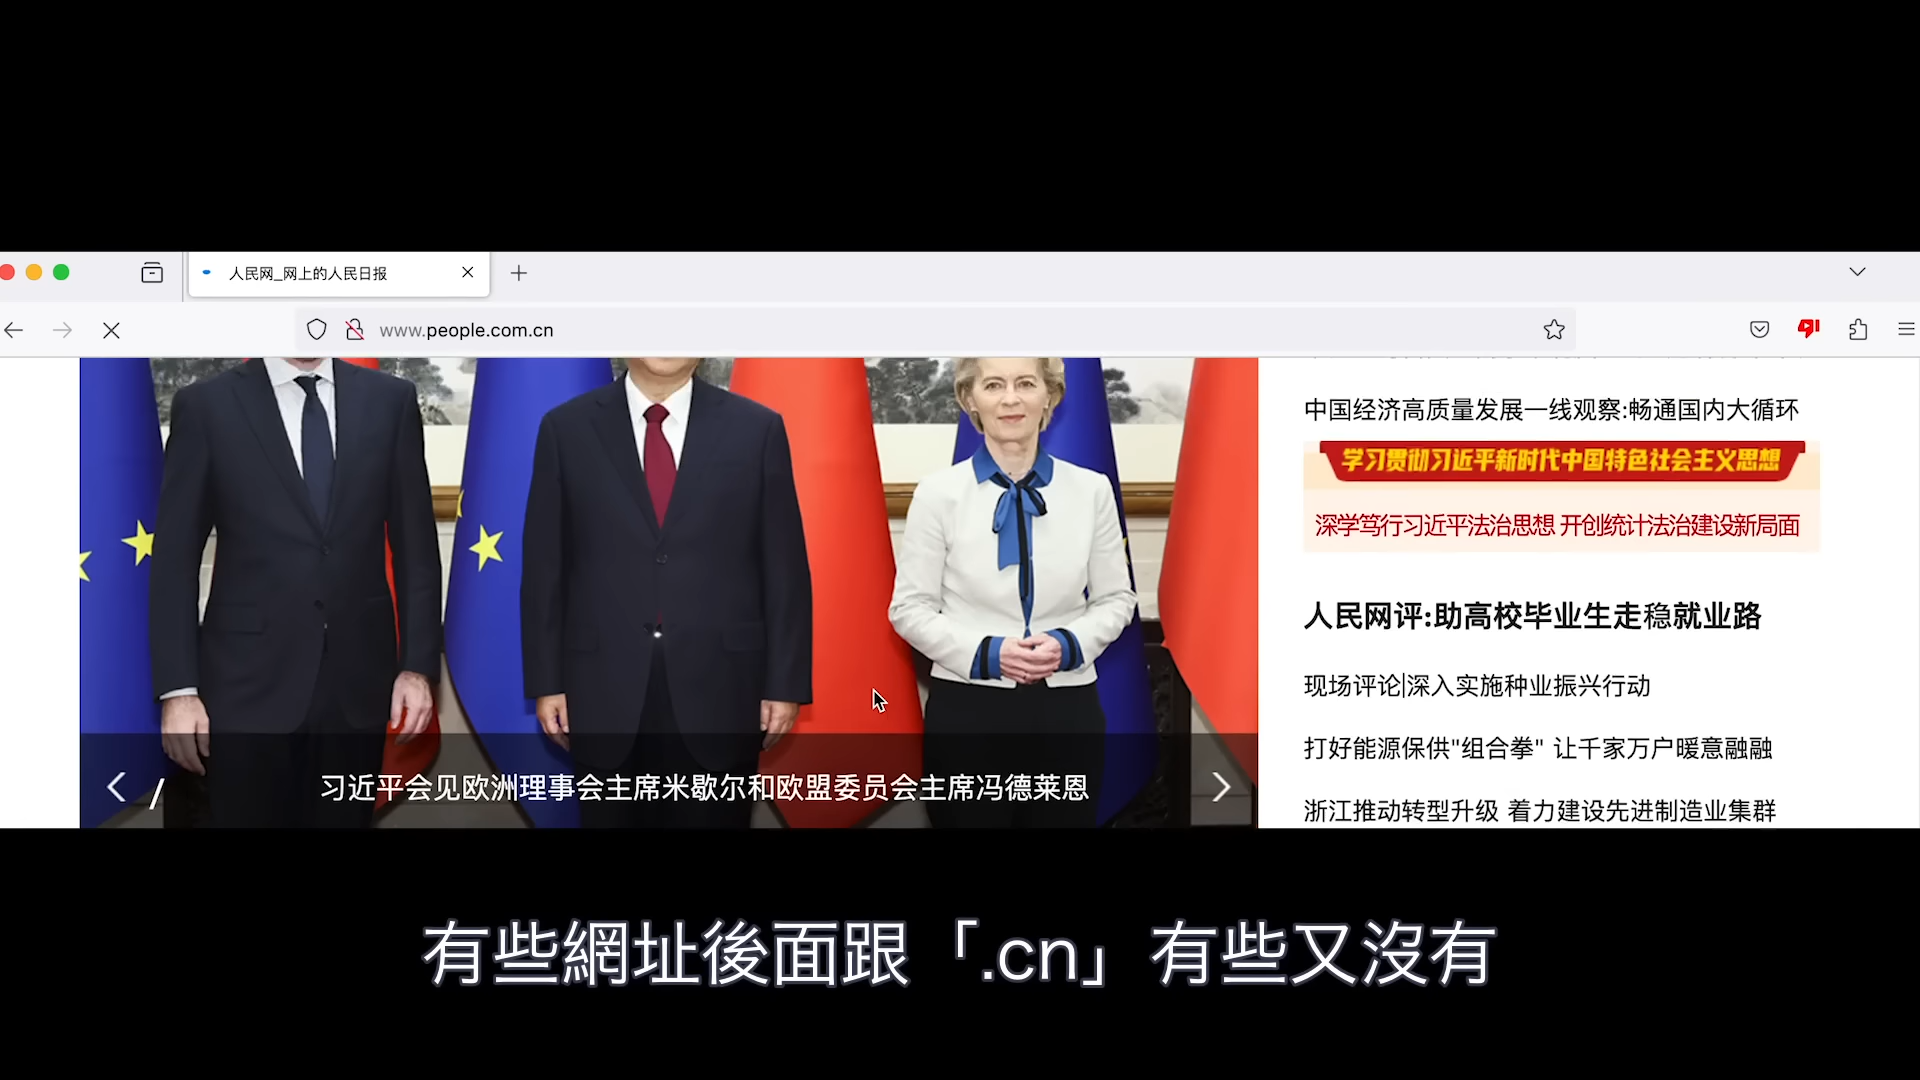 人民网_网上的人民日报
www.people.com.cn
中国经济高质量发展一线观察:畅通国内大循环
学习贯彻习近平新时代中国特色社会主义思想
深学笃行习近平法治思想 开创统计法治建设新局面
人民网评:助高校毕业生走稳就业路
现场评论|深入实施种业振兴行动
打好能源保供"组合拳" 让千家万户暖意融融
浙江推动转型升级 着力建设先进制造业集群
/
习近平会见欧洲理事会主席米歇尔和欧盟委员会主席冯德莱恩
有些網址後面跟「.cn」有些又沒有